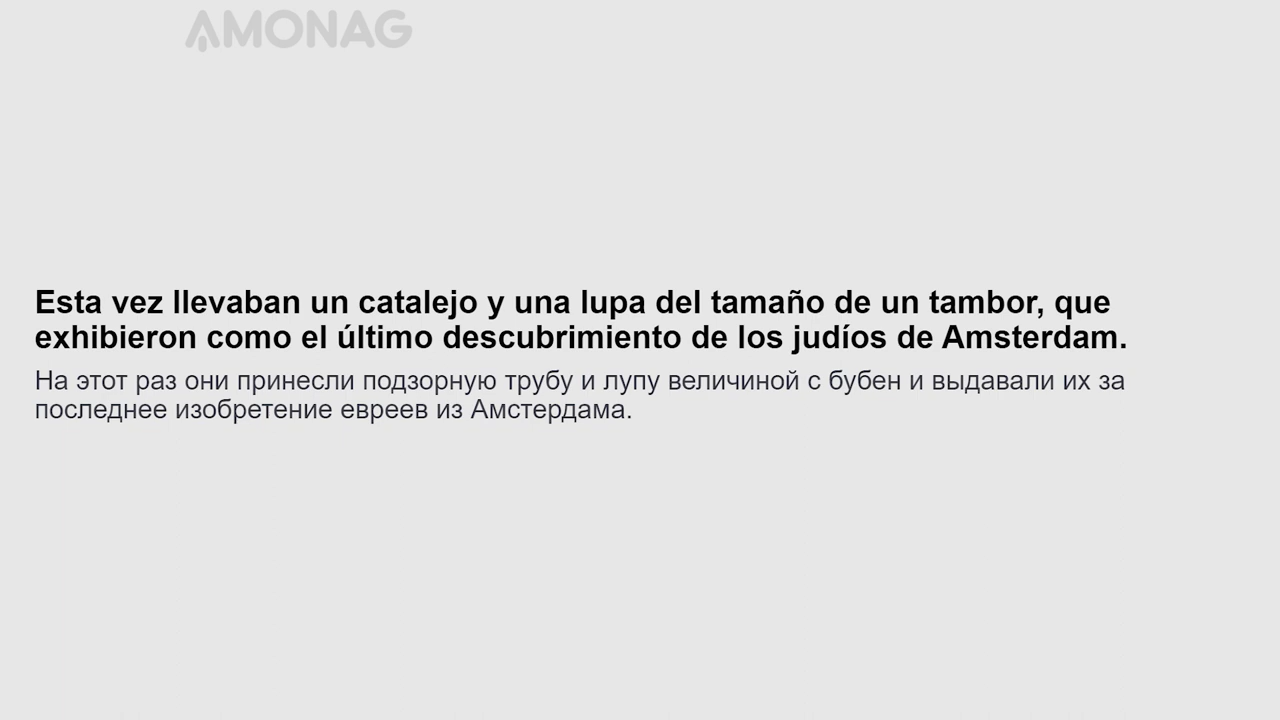 AMONAG
Esta vez llevaban un catalejo y una lupa del tamaño de un tambor, que
exhibieron como el último descubrimiento de los judíos de Amsterdam.
На этот раз они принесли подзорную трубу и лупу величиной с бубен и выдавали их за
последнее изобретение евреев из Амстердама.